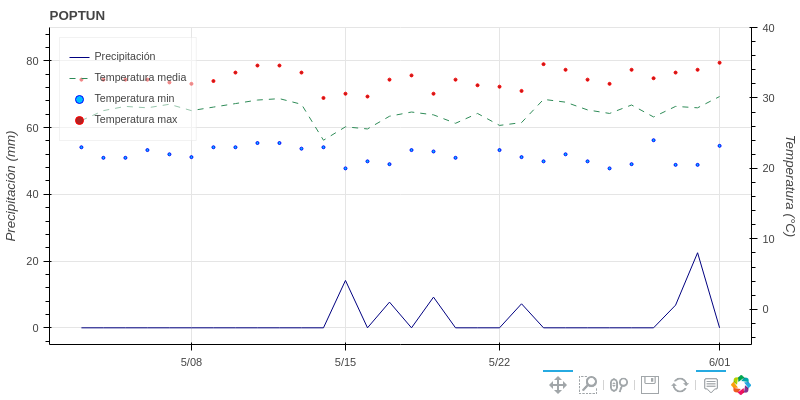 POPTUN
Precipitación
Temperatura media
Temperatura min
Temperatura max
Precipitación (mm)
80
60
40
20
0
Temperatura (°C)
40
30
20
10
0
5/08
5/15
5/22
6/01